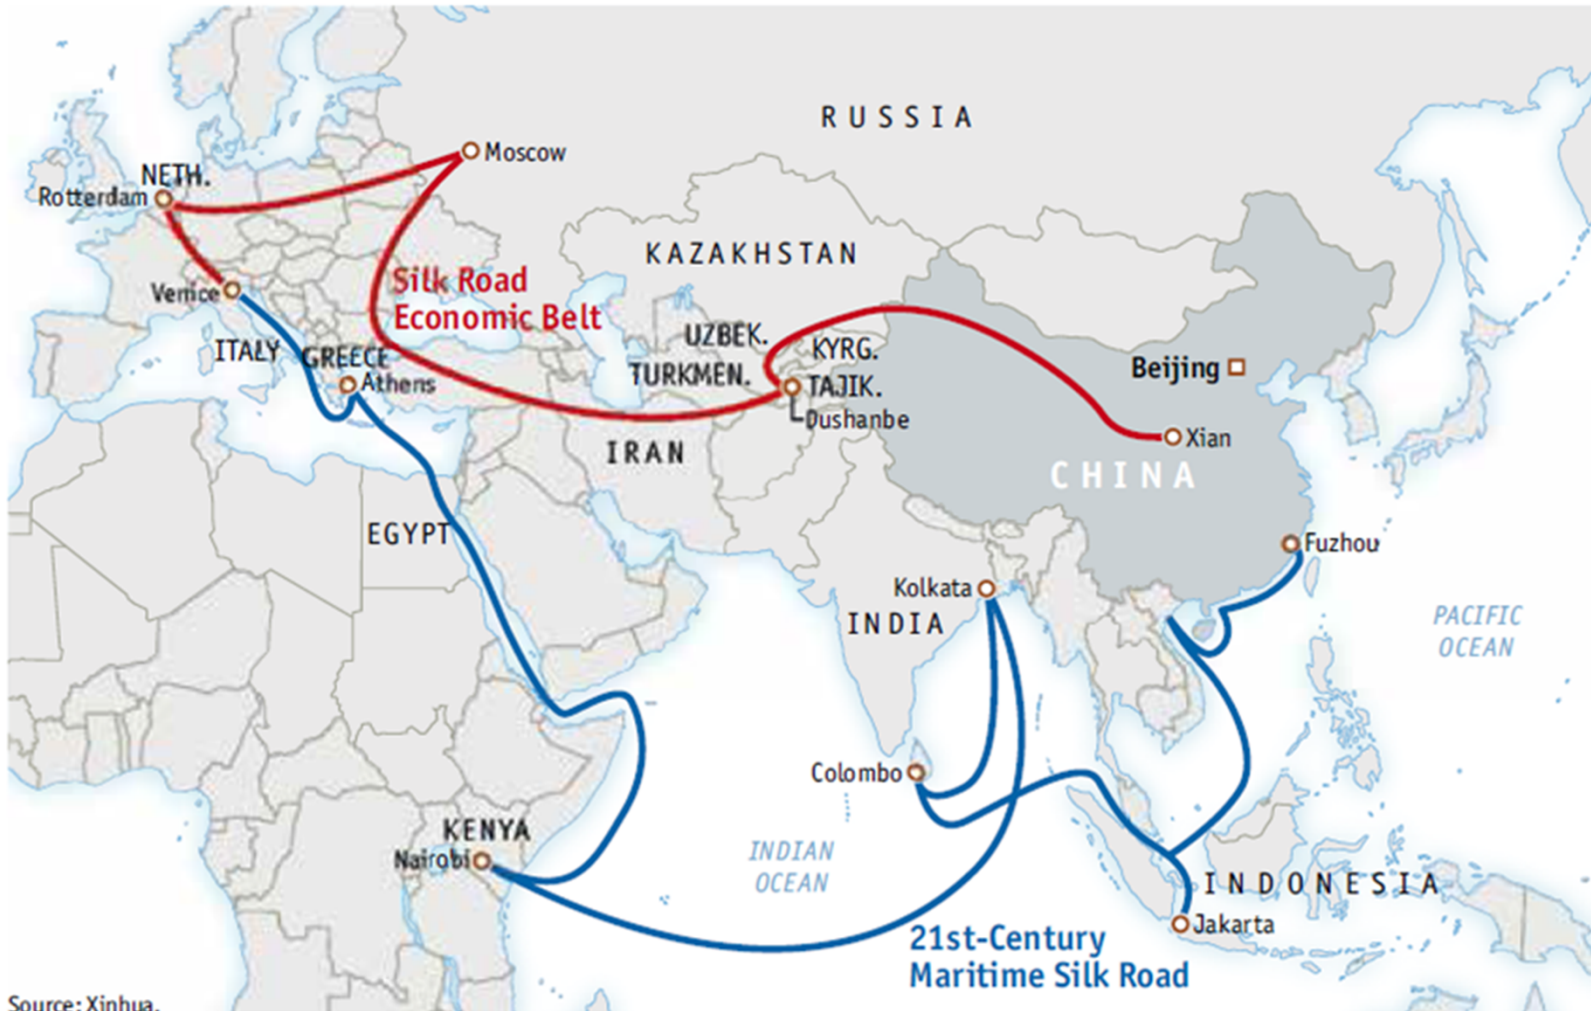 RUSSIA
Moscow
NETH.
Rotterdam
KAZAKHSTAN
Silk Road
Economic Belt
Venice
UZBEK.
KYRG.
ITALY
GREECE
Athens
TURKMEN.
TAJIK.
Dushanbe
Beijing
Xian
IRAN
CHINA
EGYPT
Fuzhou
Kolkata
INDIA
PACIFIC
OCEAN
Colombo
KENYA
Nairobi
INDIAN
OCEAN
INDONESIA
Jakarta
21st-Century
Maritime Silk Road
Source: Xinhua.